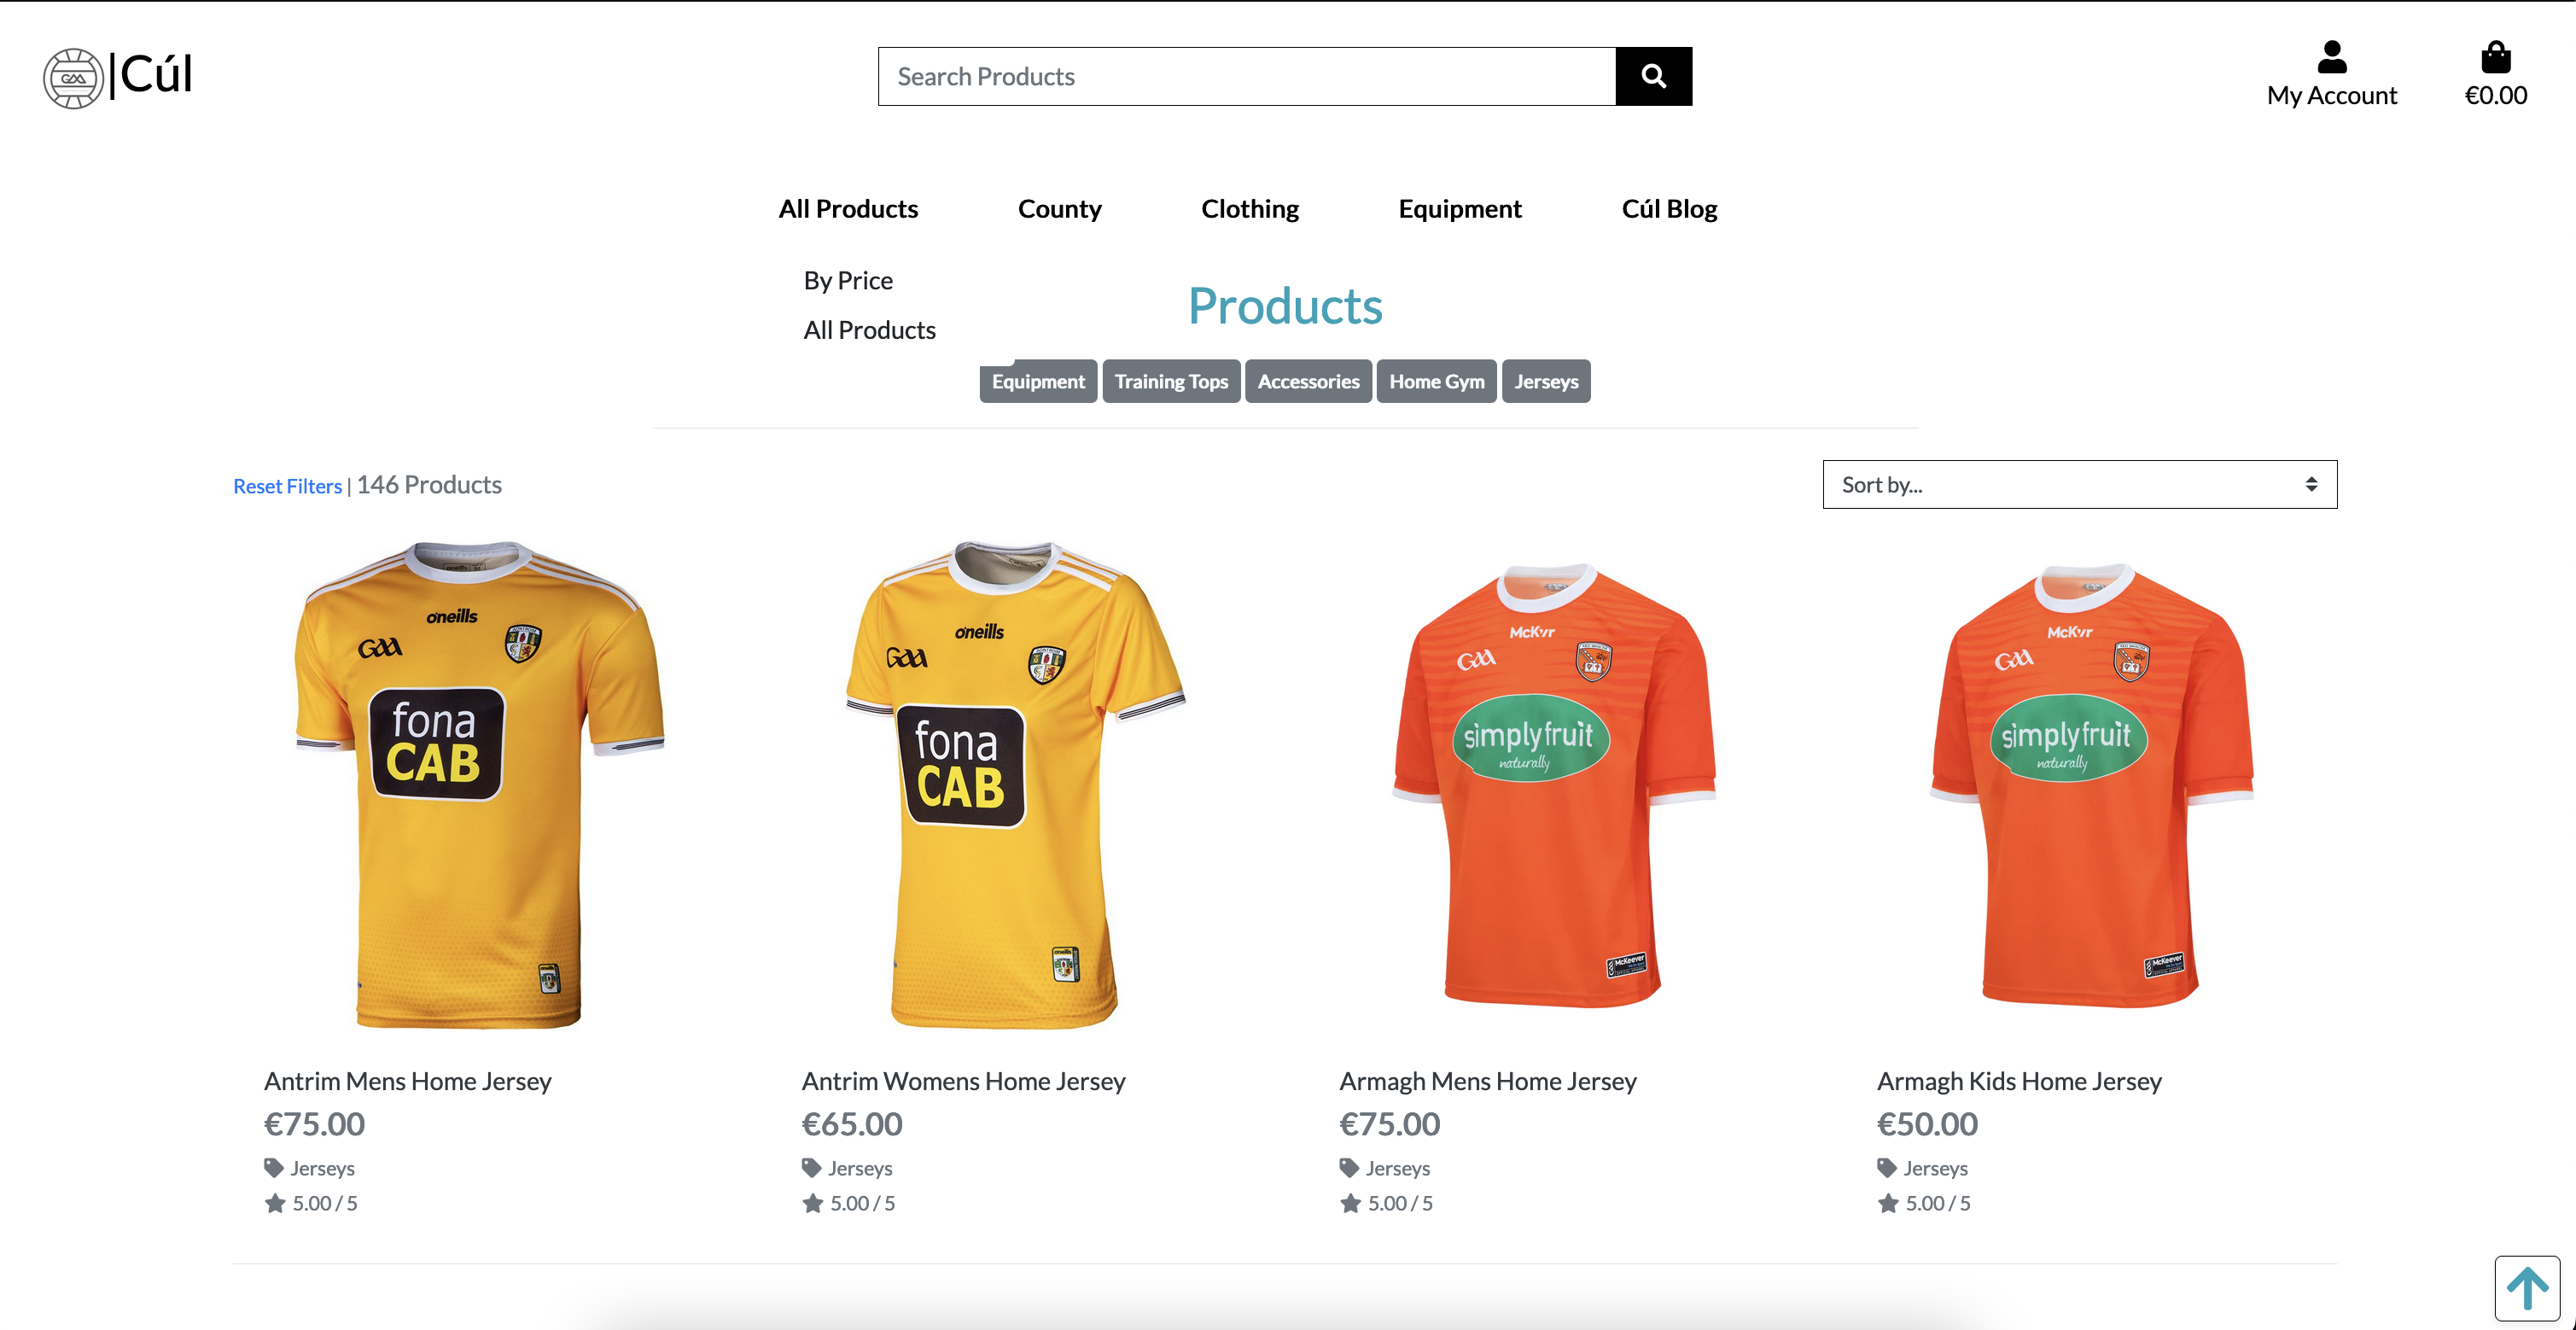 GAA
|Cúl
Search Products
My Account
€0.00
All Products County Clothing Equipment Cúl Blog
By Price
All Products
Products
Equipment Training Tops Accessories Home Gym Jerseys
Reset Filters | 146 Products
Sort by...
o'neills
GAA
fona
CAB
o'neills
GAA
fona
CAB
McKvr
GAA
simplyfruit
naturally
McKeever
McKvr
GAA
simplyfruit
naturally
McKeever
Antrim Mens Home Jersey
€75.00
Jerseys
5.00 / 5
Antrim Womens Home Jersey
€65.00
Jerseys
5.00 / 5
Armagh Mens Home Jersey
€75.00
Jerseys
5.00 / 5
Armagh Kids Home Jersey
€50.00
Jerseys
5.00 / 5